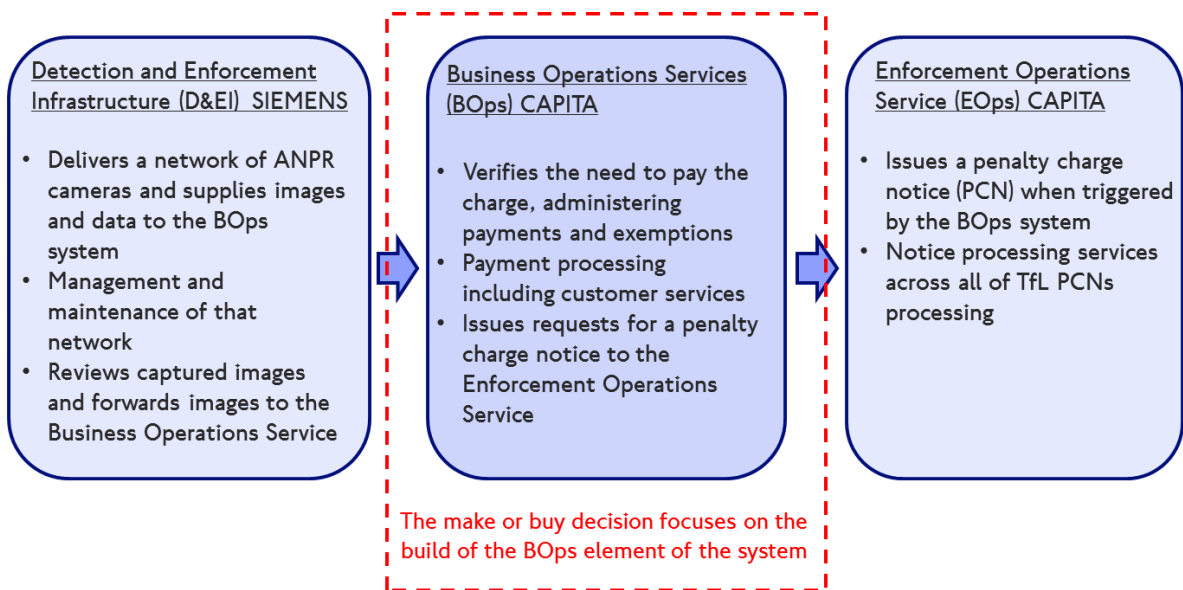 Detection and Enforcement
Infrastructure (D&EI)  SIEMENS
• Delivers a network of ANPR
cameras and supplies images
and data to the BOps
system
• Management and
maintenance of that
network
• Reviews captured images
and forwards images to the
Business Operations Service
Business Operations Services
(BOps) CAPITA
• Verifies the need to pay the
charge, administering
payments and exemptions
• Payment processing
including customer services
• Issues requests for a penalty
charge notice to the
Enforcement Operations
Service
The make or buy decision focuses on the
build of the BOps element of the system
Enforcement Operations
Service (EOps) CAPITA
• Issues a penalty charge
notice (PCN) when triggered
by the BOps system
• Notice processing services
across all of TfL PCNs
processing